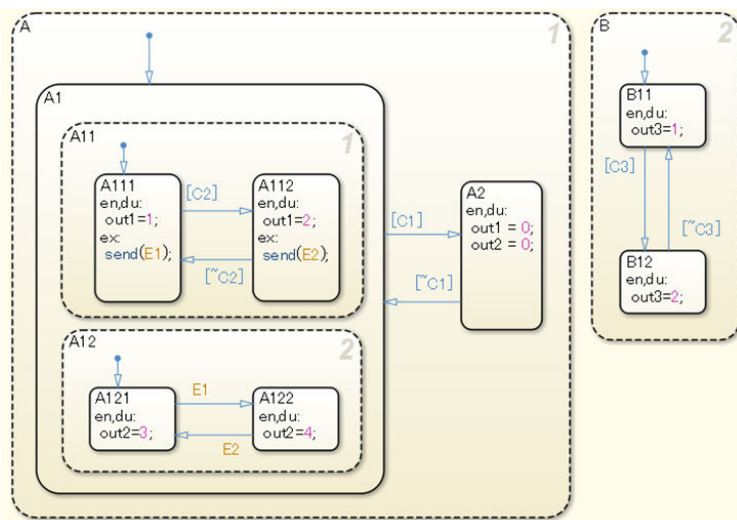 A
1
A1
A11
1
A111
en,du:
out1=1;
ex:
send(E1);
[C2]
[~C2]
A112
en,du:
out1=2;
ex:
send(E2);
A12
2
A121
en,du:
out2=3;
E1
E2
A122
en,du:
out2=4;
[C1]
[~C1]
A2
en,du:
out1 = 0;
out2 = 0;
B
2
B11
en,du:
out3=1;
[C3]
[~C3]
B12
en,du:
out3=2;